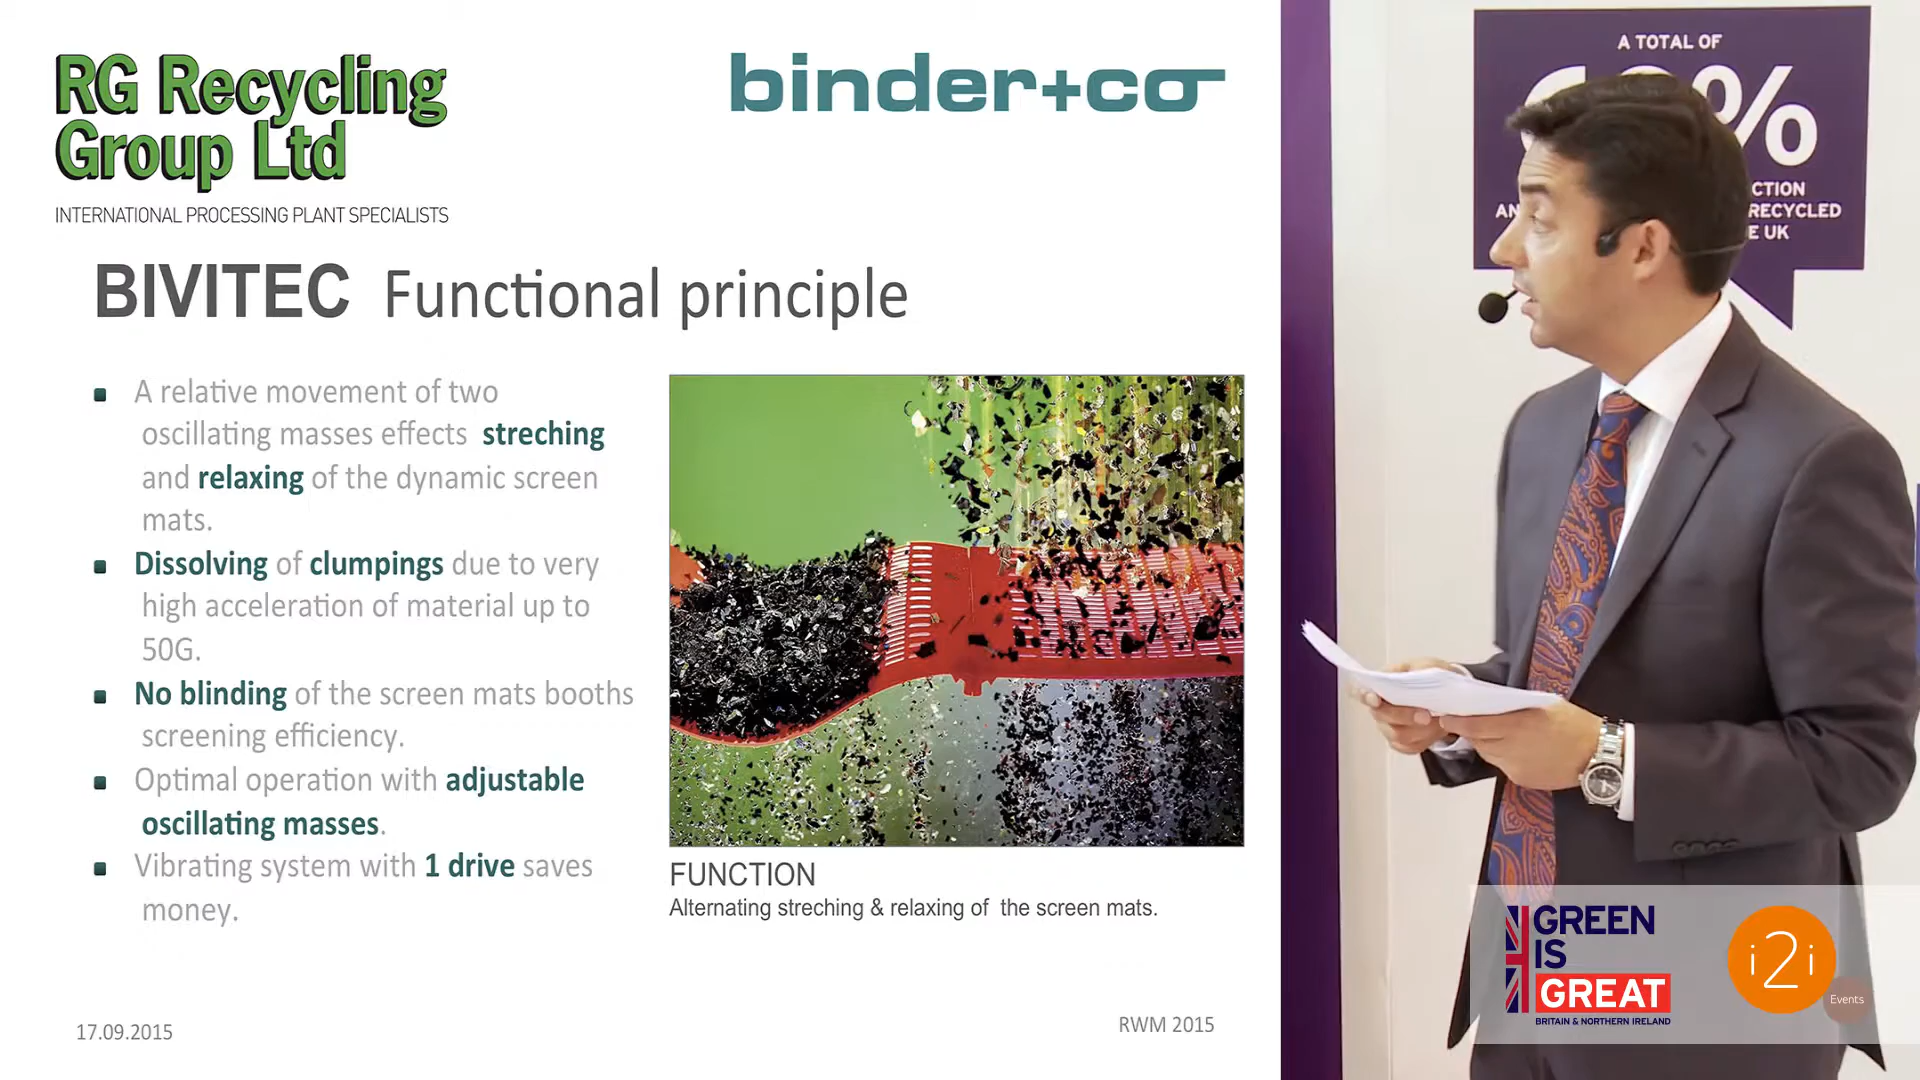 RG Recycling
Group Ltd
INTERNATIONAL PROCESSING PLANT SPECIALISTS
binder+co
BIVITEC Functional principle
A relative movement of two
oscillating masses effects streching
and relaxing of the dynamic screen
mats.
Dissolving of clumpings due to very
high acceleration of material up to
50G.
No blinding of the screen mats booths
screening efficiency.
Optimal operation with adjustable
oscillating masses.
Vibrating system with 1 drive saves
money.
FUNCTION
Alternating streching & relaxing of the screen mats.
17.09.2015
RWM 2015
A TOTAL OF
%
RECYCLED
UK
GREEN
IS
GREAT
BRITAIN & NORTHERN IRELAND
i2i
Events